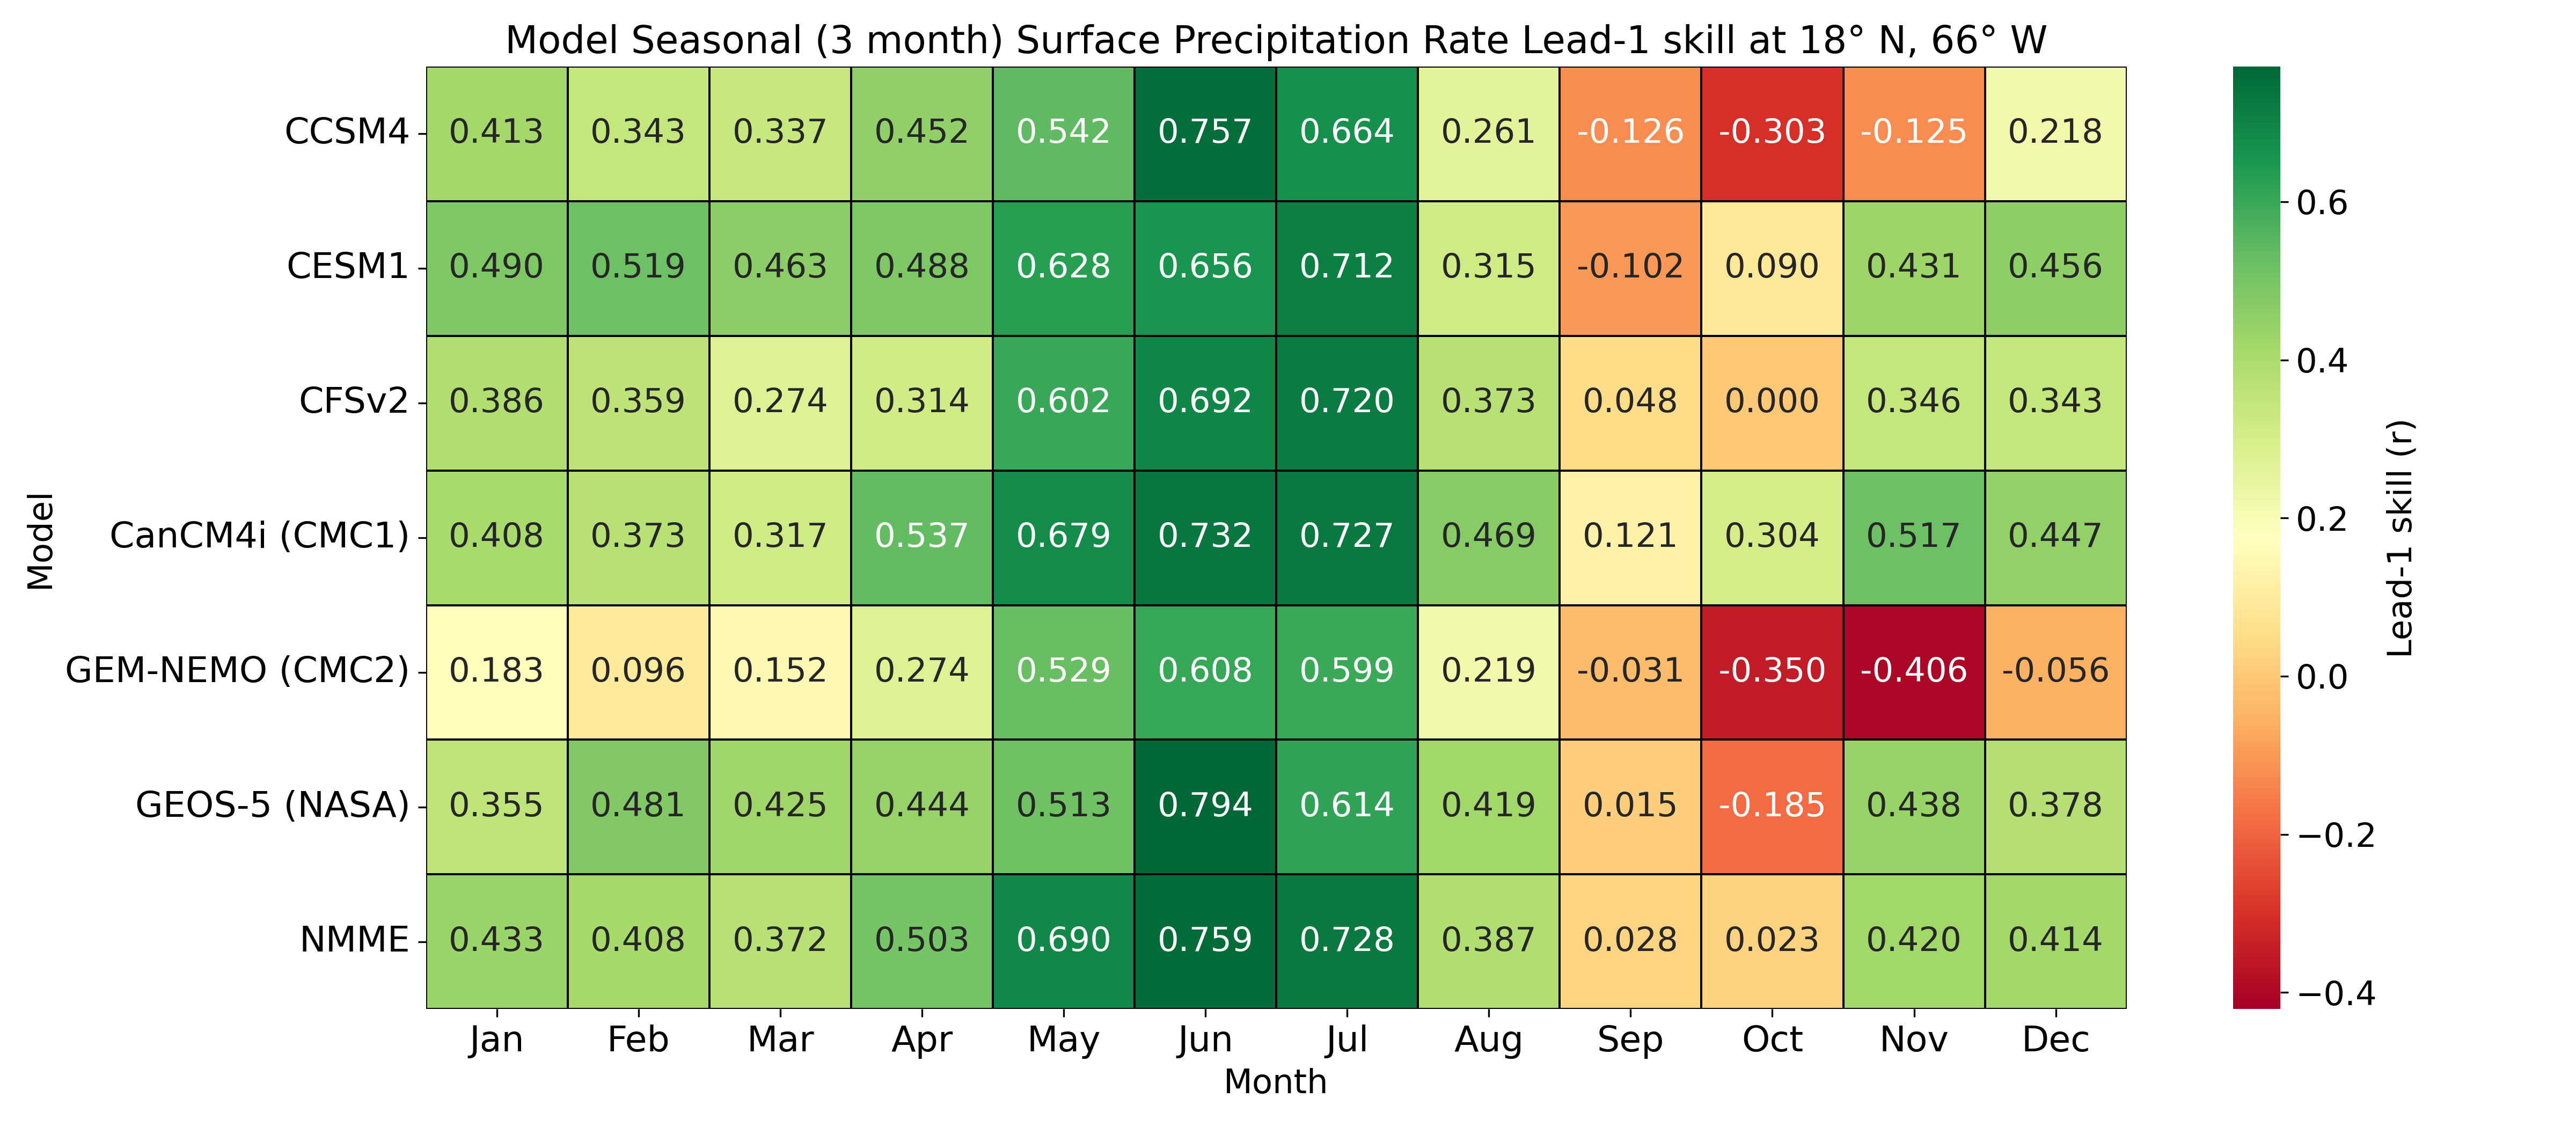 Model Seasonal (3 month) Surface Precipitation Rate Lead-1 skill at 18° N, 66° W
CCSM4 0.413 0.343 0.337 0.452 0.542 0.757 0.664 0.261 -0.126 -0.303 -0.125 0.218
CESM1 0.490 0.519 0.463 0.488 0.628 0.656 0.712 0.315 -0.102 0.090 0.431 0.456
CFSv2 0.386 0.359 0.274 0.314 0.602 0.692 0.720 0.373 0.048 0.000 0.346 0.343
CanCM4i (CMC1) 0.408 0.373 0.317 0.537 0.679 0.732 0.727 0.469 0.121 0.304 0.517 0.447
GEM-NEMO (CMC2) 0.183 0.096 0.152 0.274 0.529 0.608 0.599 0.219 -0.031 -0.350 -0.406 -0.056
GEOS-5 (NASA) 0.355 0.481 0.425 0.444 0.513 0.794 0.614 0.419 0.015 -0.185 0.438 0.378
NMME 0.433 0.408 0.372 0.503 0.690 0.759 0.728 0.387 0.028 0.023 0.420 0.414
Jan Feb Mar Apr May Jun Jul Aug Sep Oct Nov Dec
Month
Model
0.6
0.4
0.2
0.0
−0.2
−0.4
Lead-1 skill (r)